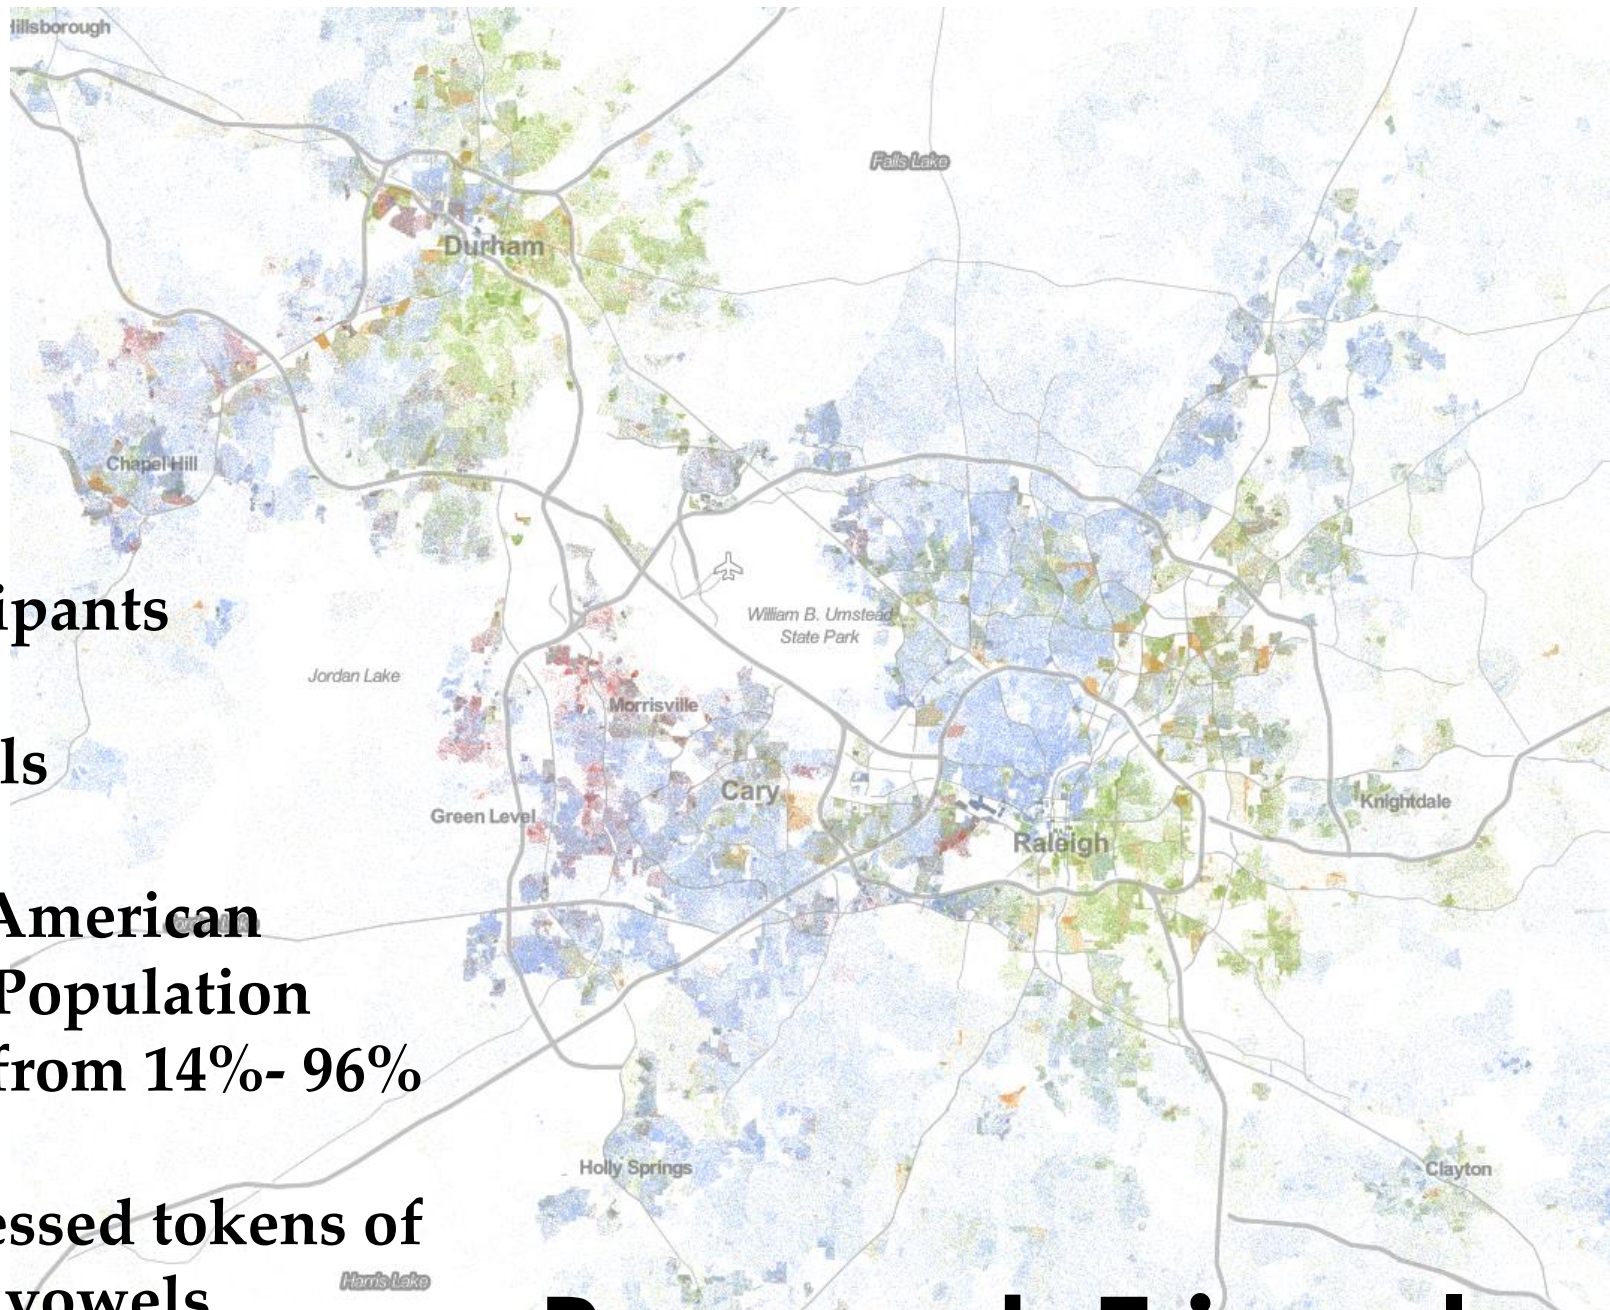 illsborough
Falls Lake
Durham
Chapel Hill
William B. Umstead
State Park
ipants
Jordan Lake
Morrisville
ls
Cary
Green Level
Knightdale
Raleigh
American
Population
from 14%- 96%
Holly Springs
Clayton
essed tokens of
Harris Lake
vowels